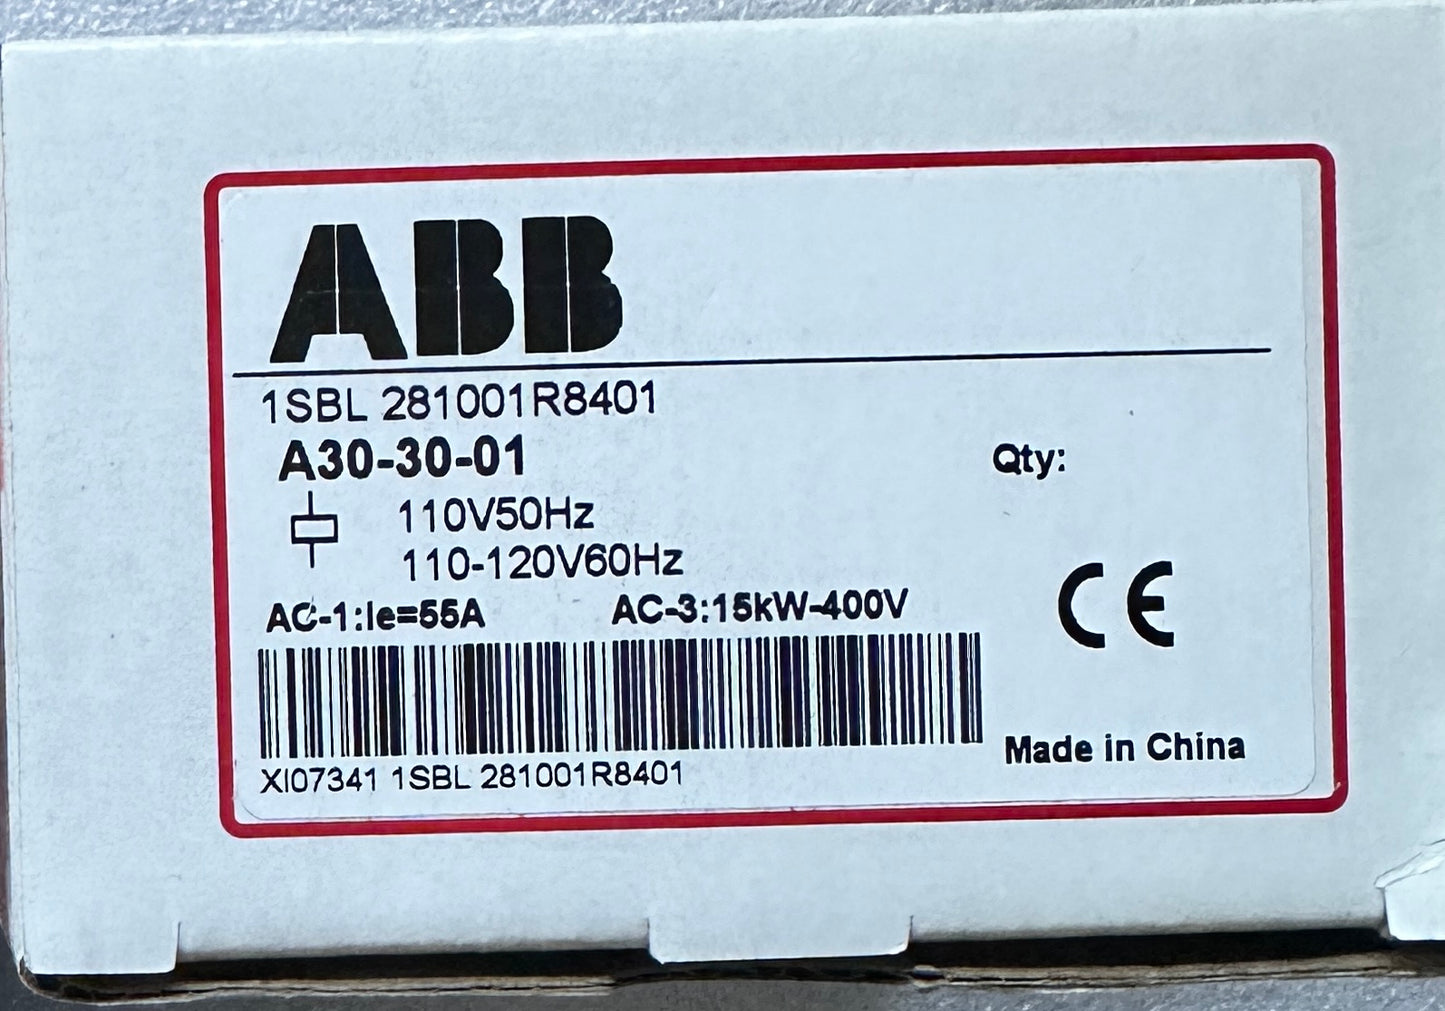 ABB
1SBL 281001R8401
A30-30-01
Qty:
110V50Hz
110-120V60Hz
AC-1:Ie=55A AC-3:15kW-400V
CE
Made in China
XI07341 1SBL 281001R8401